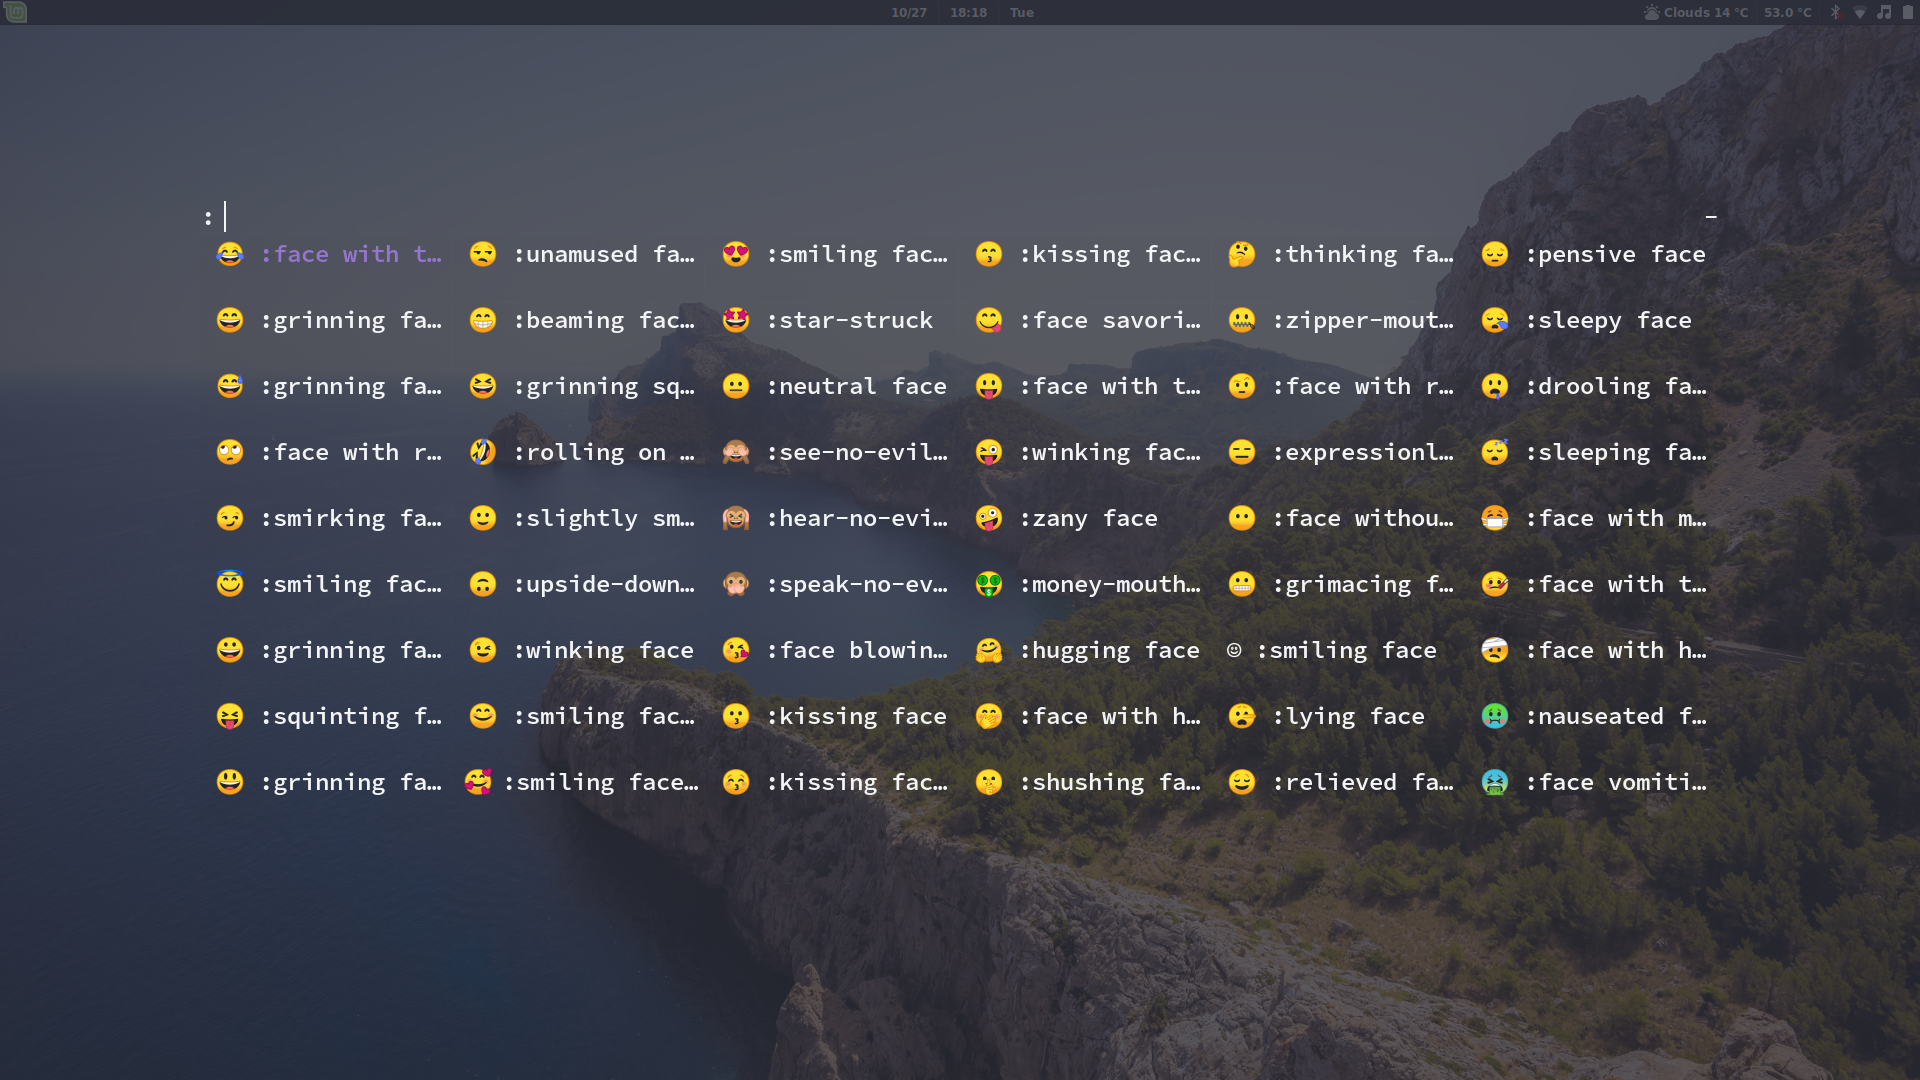 10/27 18:18 Tue Clouds 14 °C 53.0 °C
: –
😂 :face with t… 😒 :unamused fa… 😍 :smiling fac… 😙 :kissing fac… 🤔 :thinking fa… 😔 :pensive face
😄 :grinning fa… 😁 :beaming fac… 🤩 :star-struck 😋 :face savori… 🤐 :zipper-mout… 😪 :sleepy face
😅 :grinning fa… 😆 :grinning sq… 😐 :neutral face 😛 :face with t… 🤨 :face with r… 🤤 :drooling fa…
🙄 :face with r… 🤣 :rolling on … 🙈 :see-no-evil… 😜 :winking fac… 😑 :expressionl… 😴 :sleeping fa…
😏 :smirking fa… 🙂 :slightly sm… 🙉 :hear-no-evi… 🤪 :zany face 😶 :face withou… 😷 :face with m…
😇 :smiling fac… 🙃 :upside-down… 🙊 :speak-no-ev… 🤑 :money-mouth… 😬 :grimacing f… 🤒 :face with t…
😀 :grinning fa… 😉 :winking face 😘 :face blowin… 🤗 :hugging face ☺ :smiling face 🤕 :face with h…
😝 :squinting f… 😊 :smiling fac… 😗 :kissing face 🤭 :face with h… 🤥 :lying face 🤢 :nauseated f…
😃 :grinning fa… 🥰 :smiling face… 😚 :kissing fac… 🤫 :shushing fa… 😌 :relieved fa… 🤮 :face vomiti…